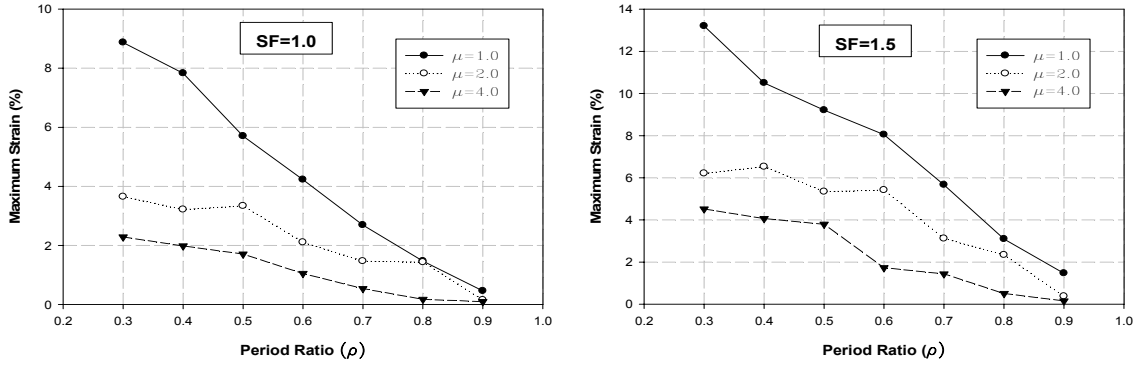 SF=1.0
μ=1.0
μ=2.0
μ=4.0
Maximum Strain (%)
10
8
6
4
2
0
0.2 0.3 0.4 0.5 0.6 0.7 0.8 0.9 1.0
Period Ratio (ρ)
SF=1.5
μ=1.0
μ=2.0
μ=4.0
Maximum Strain (%)
14
12
10
8
6
4
2
0
0.2 0.3 0.4 0.5 0.6 0.7 0.8 0.9 1.0
Period Ratio (ρ)